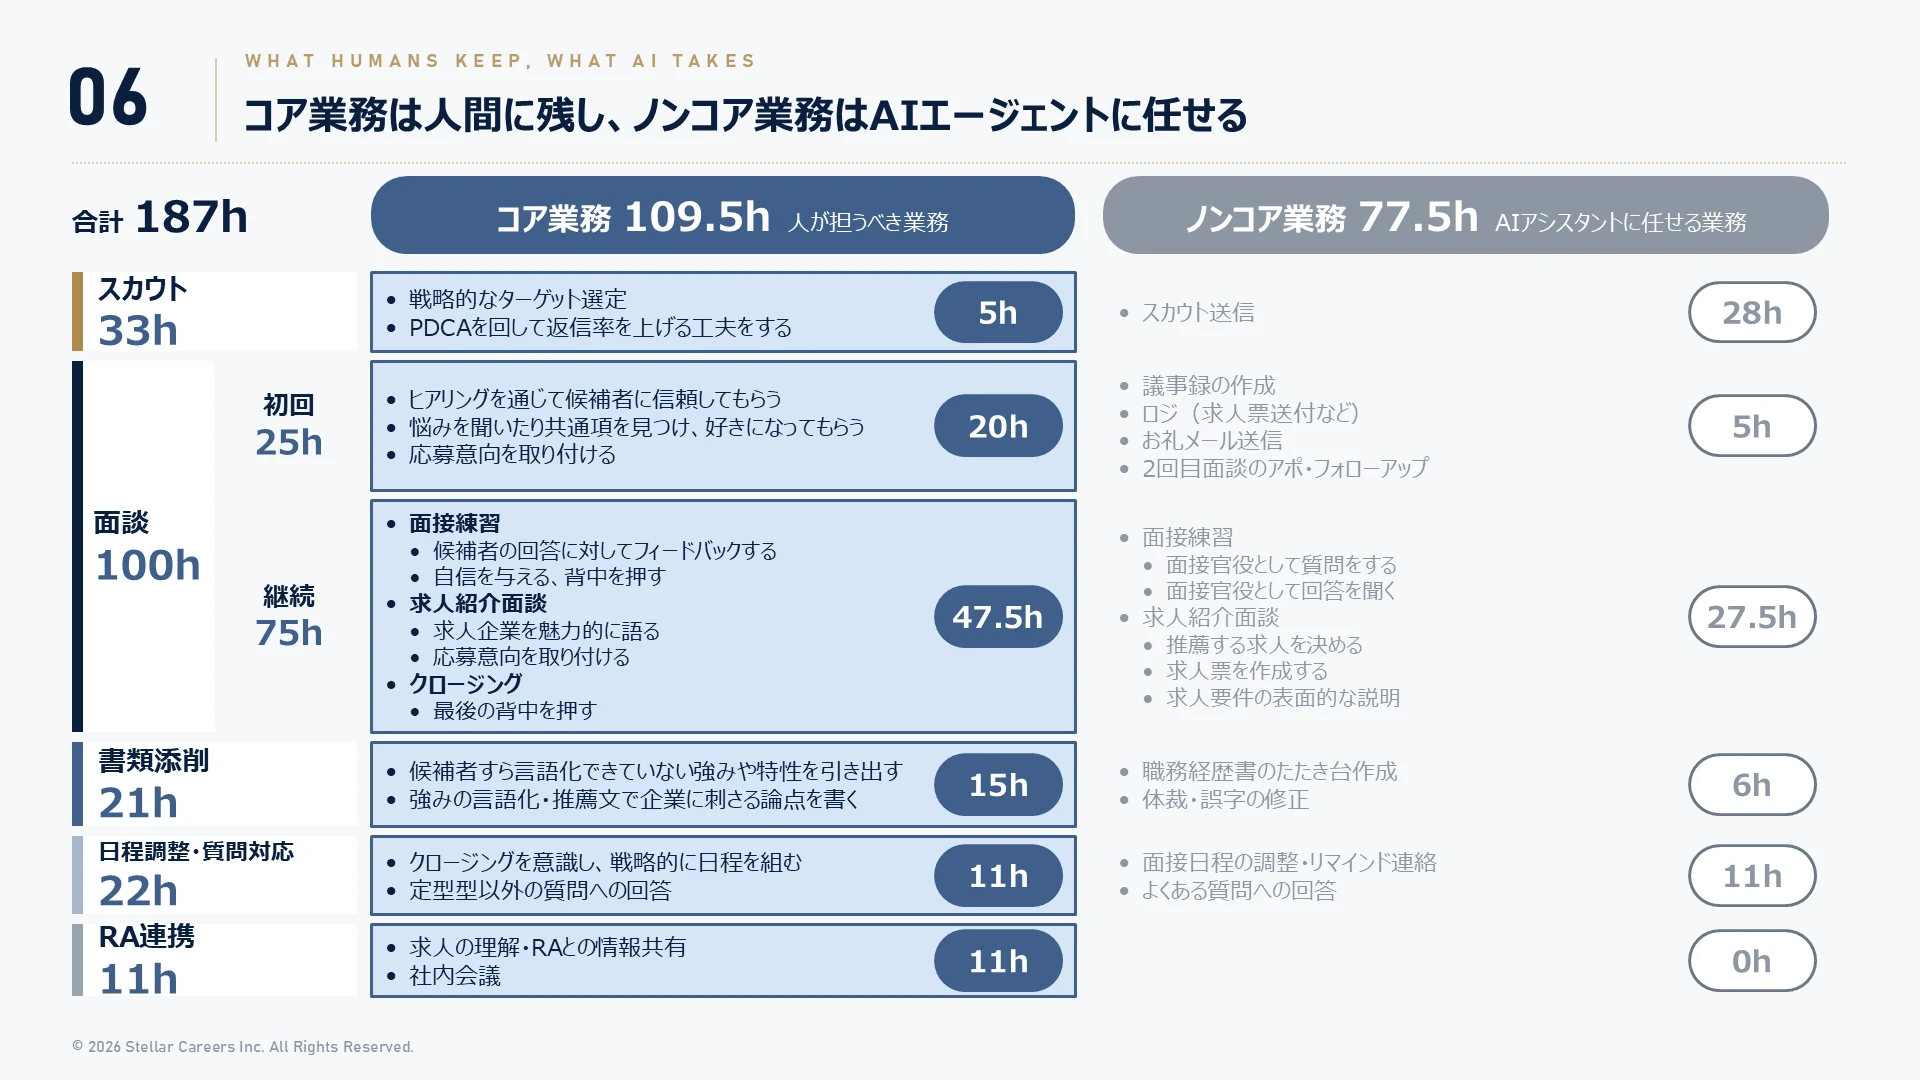 06
WHAT HUMANS KEEP, WHAT AI TAKES
コア業務は人間に残し、ノンコア業務はAIエージェントに任せる
合計 187h
コア業務 109.5h 人が担うべき業務
ノンコア業務 77.5h AIアシスタントに任せる業務
スカウト
33h
• 戦略的なターゲット選定
• PDCAを回して返信率を上げる工夫をする
5h
• スカウト送信
28h
面談
100h
初回
25h
• ヒアリングを通じて候補者に信頼してもらう
• 悩みを聞いたり共通項を見つけ、好きになってもらう
• 応募意向を取り付ける
20h
• 議事録の作成
• ロジ（求人票送付など）
• お礼メール送信
• 2回目面談のアポ・フォローアップ
5h
継続
75h
• 面接練習
• 候補者の回答に対してフィードバックする
• 自信を与える、背中を押す
• 求人紹介面談
• 求人企業を魅力的に語る
• 応募意向を取り付ける
• クロージング
• 最後の背中を押す
47.5h
• 面接練習
• 面接官役として質問をする
• 面接官役として回答を聞く
• 求人紹介面談
• 推薦する求人を決める
• 求人票を作成する
• 求人要件の表面的な説明
27.5h
書類添削
21h
• 候補者すら言語化できていない強みや特性を引き出す
• 強みの言語化・推薦文で企業に刺さる論点を書く
15h
• 職務経歴書のたたき台作成
• 体裁・誤字の修正
6h
日程調整・質問対応
22h
• クロージングを意識し、戦略的に日程を組む
• 定型型以外の質問への回答
11h
• 面接日程の調整・リマインド連絡
• よくある質問への回答
11h
RA連携
11h
• 求人の理解・RAとの情報共有
• 社内会議
11h
0h
© 2026 Stellar Careers Inc. All Rights Reserved.